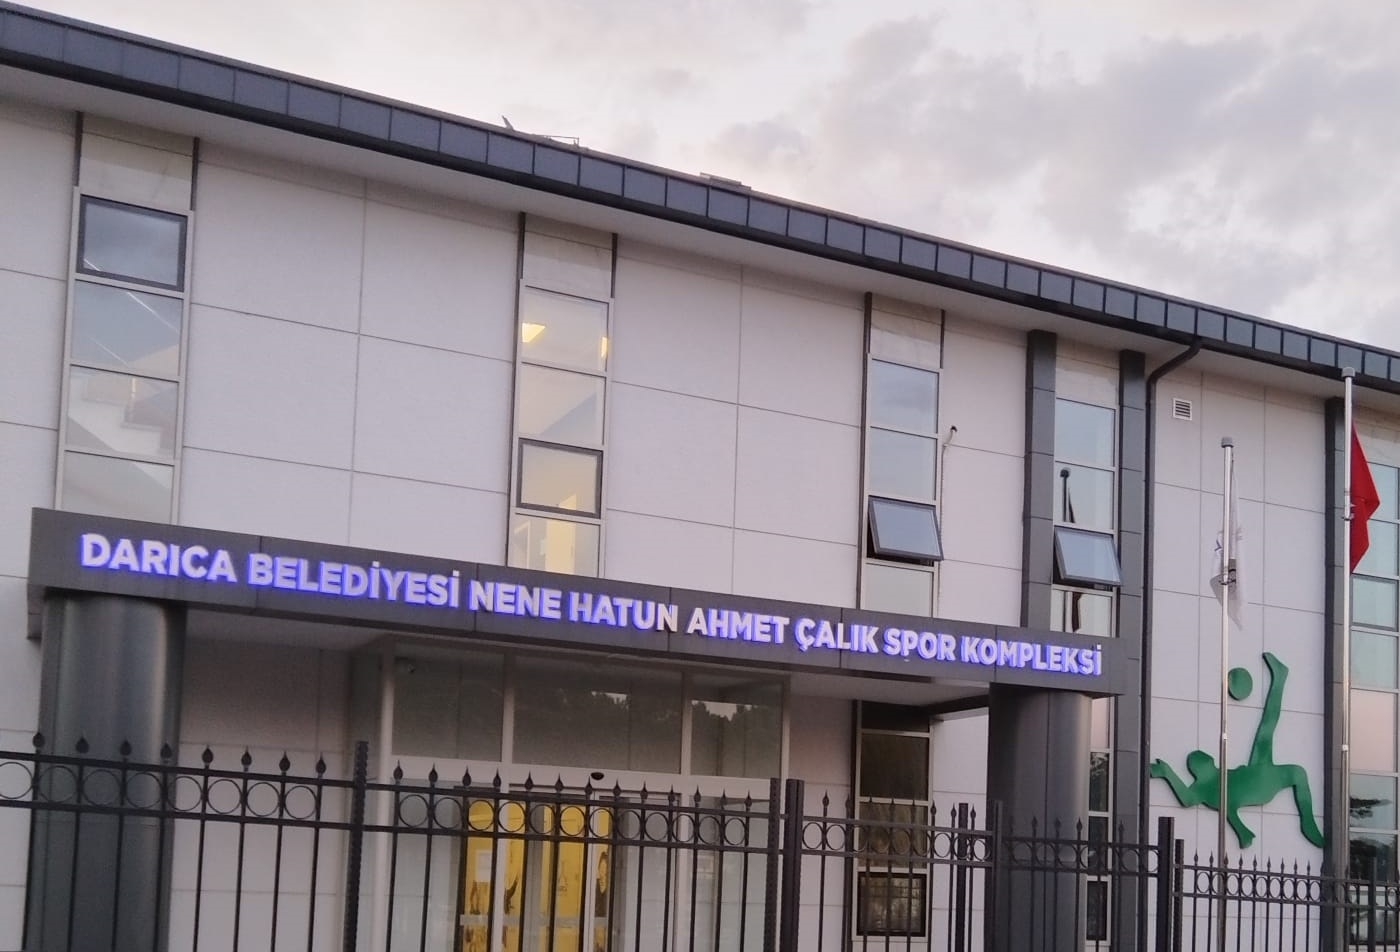 DARICA BELEDİYESİ NENE HATUN AHMET ÇALIK SPOR KOMPLEKSİ